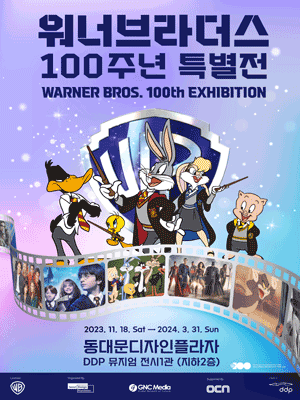 워너브라더스
100주년 특별전
WARNER BROS. 100th EXHIBITION
2023. 11. 18, Sat — 2024. 3. 31, Sun
동대문디자인플라자
DDP 뮤지엄 전시1관 (지하2층)
GNC Media
OCN
ddp